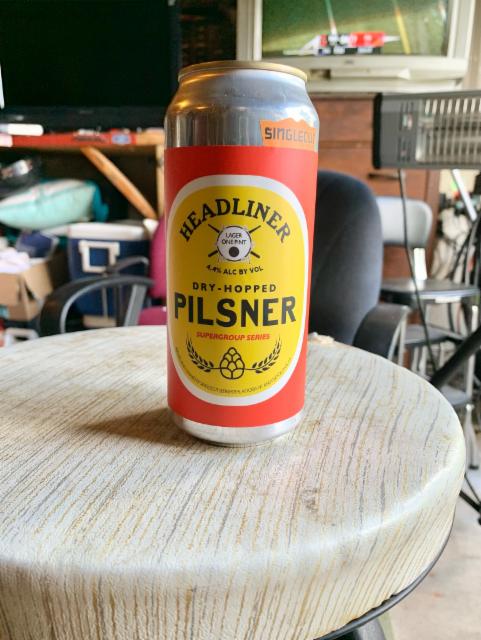 SINGLECUT
HEADLINER
LAGER
ONE PINT
4.4% ALC BY VOL
DRY-HOPPED
PILSNER
SUPERGROUP SERIES